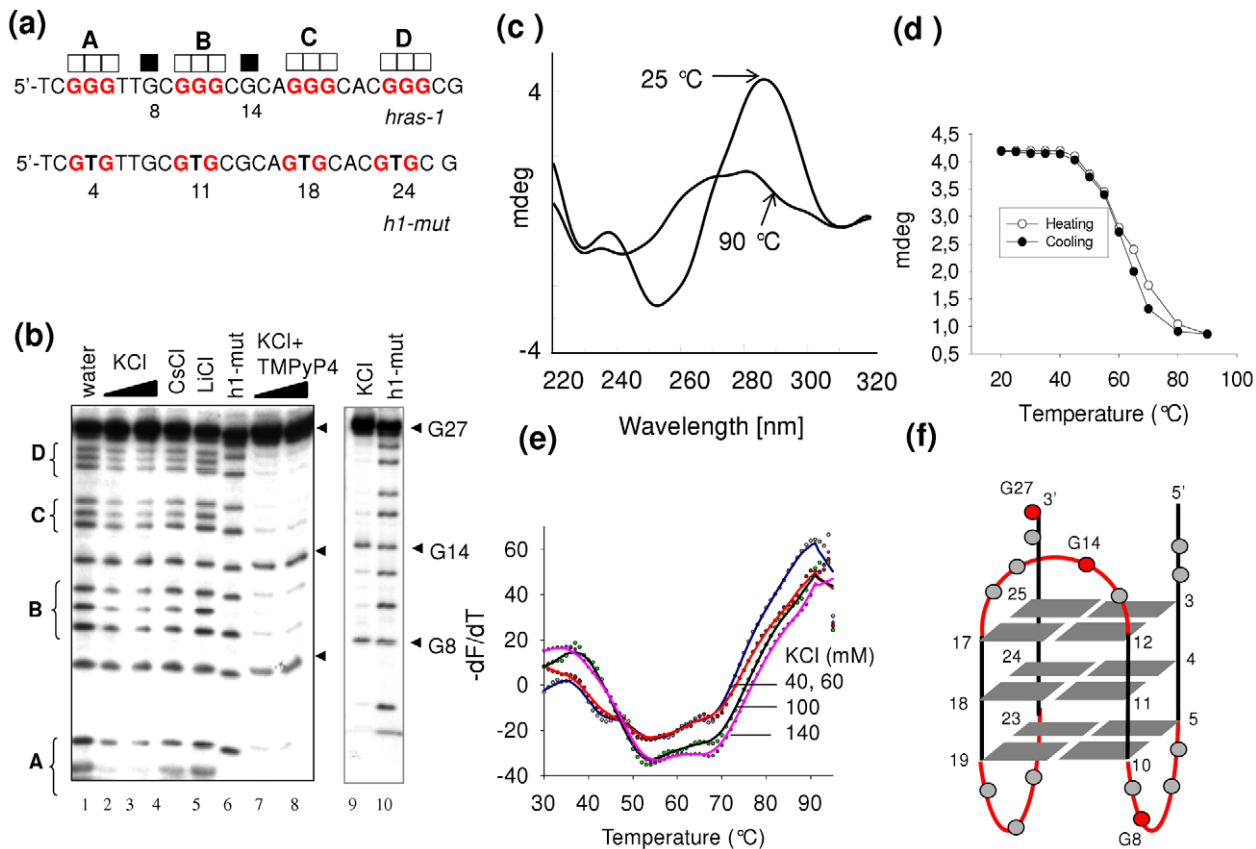 (a)
A B C D
5'-TCGGGTTGCGGGCGCAGGGCACGGGCG
8 14 hras-1
5'-TCGTGTTGCGTGCGCAGTGCACGTGC G
4 11 18 24
h1-mut
(b)
water KCl CsCl LiCl h1-mut KCl+ TMPyP4 KCl h1-mut
D
C
B
A
G27
G14
G8
1 2 3 4 5 6 7 8 9 10
(c)
4
-4
mdeg
25 °C
90 °C
220 240 260 280 300 320
Wavelength [nm]
(d)
4,5
4,0
3,5
3,0
2,5
2,0
1,5
1,0
0,5
mdeg
Heating
Cooling
20 40 60 80 100
Temperature (°C)
(e)
60
40
20
0
-20
-40
-dF/dT
KCl (mM)
40, 60
100
140
30 40 50 60 70 80 90
Temperature (°C)
(f)
G27 3' 5'
G14
25 3
17 12
24 4
18 11
23 5
19 10
G8